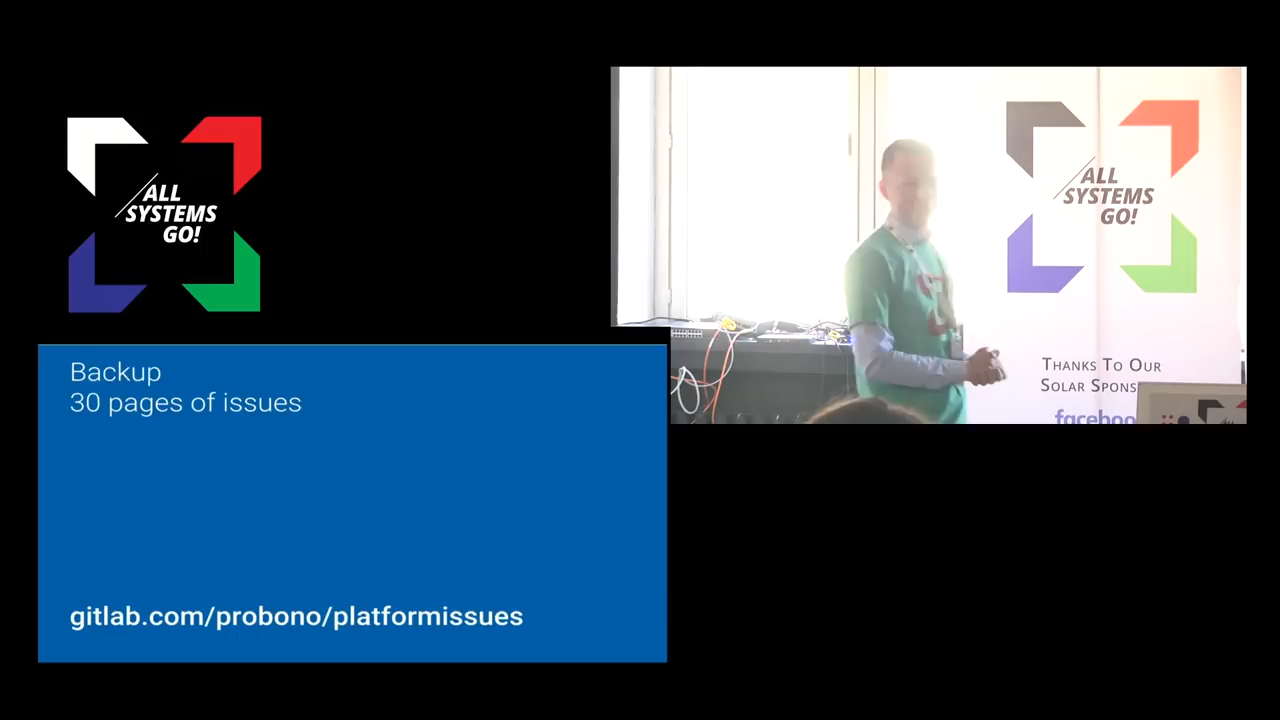 ALL
SYSTEMS
GO!
Backup
30 pages of issues
gitlab.com/probono/platformissues
ALL
SYSTEMS
GO!
THANKS TO OUR
SOLAR SPONS
faceboo